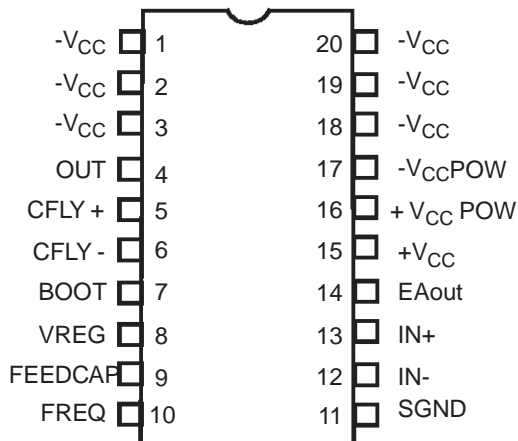 -VCC 1 20 -VCC
-VCC 2 19 -VCC
-VCC 3 18 -VCC
OUT 4 17 -VCCPOW
CFLY + 5 16 + VCC POW
CFLY - 6 15 +VCC
BOOT 7 14 EAout
VREG 8 13 IN+
FEEDCAP 9 12 IN-
FREQ 10 11 SGND